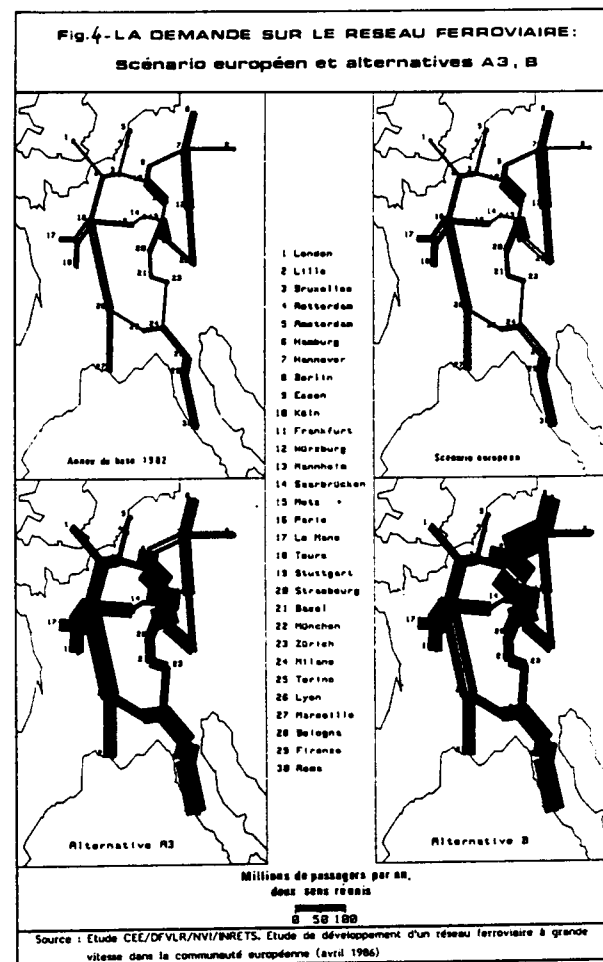 Fig.4-LA DEMANDE SUR LE RESEAU FERROVIAIRE:
Scénario européen et alternatives A3, B
Année de base 1982
Scénario européen
1 London
2 Lille
3 Bruxelles
4 Rotterdam
5 Amsterdam
6 Hamburg
7 Hannover
8 Berlin
9 Essen
10 Köln
11 Frankfurt
12 Würzburg
13 Mannheim
14 Saarbrücken
15 Metz
16 Paris
17 Le Mans
18 Tours
19 Stuttgart
20 Strasbourg
21 Basel
22 München
23 Zürich
24 Milano
25 Torino
26 Lyon
27 Marseille
28 Bologna
29 Firenze
30 Roma
Alternative A3
Alternative B
Millions de passagers par an,
deux sens réunis
0 50 100
Source : Etude CEE/DFVLR/NVI/INRETS. Etude de développement d'un réseau ferroviaire à grande
vitesse dans la communauté européenne (avril 1986)